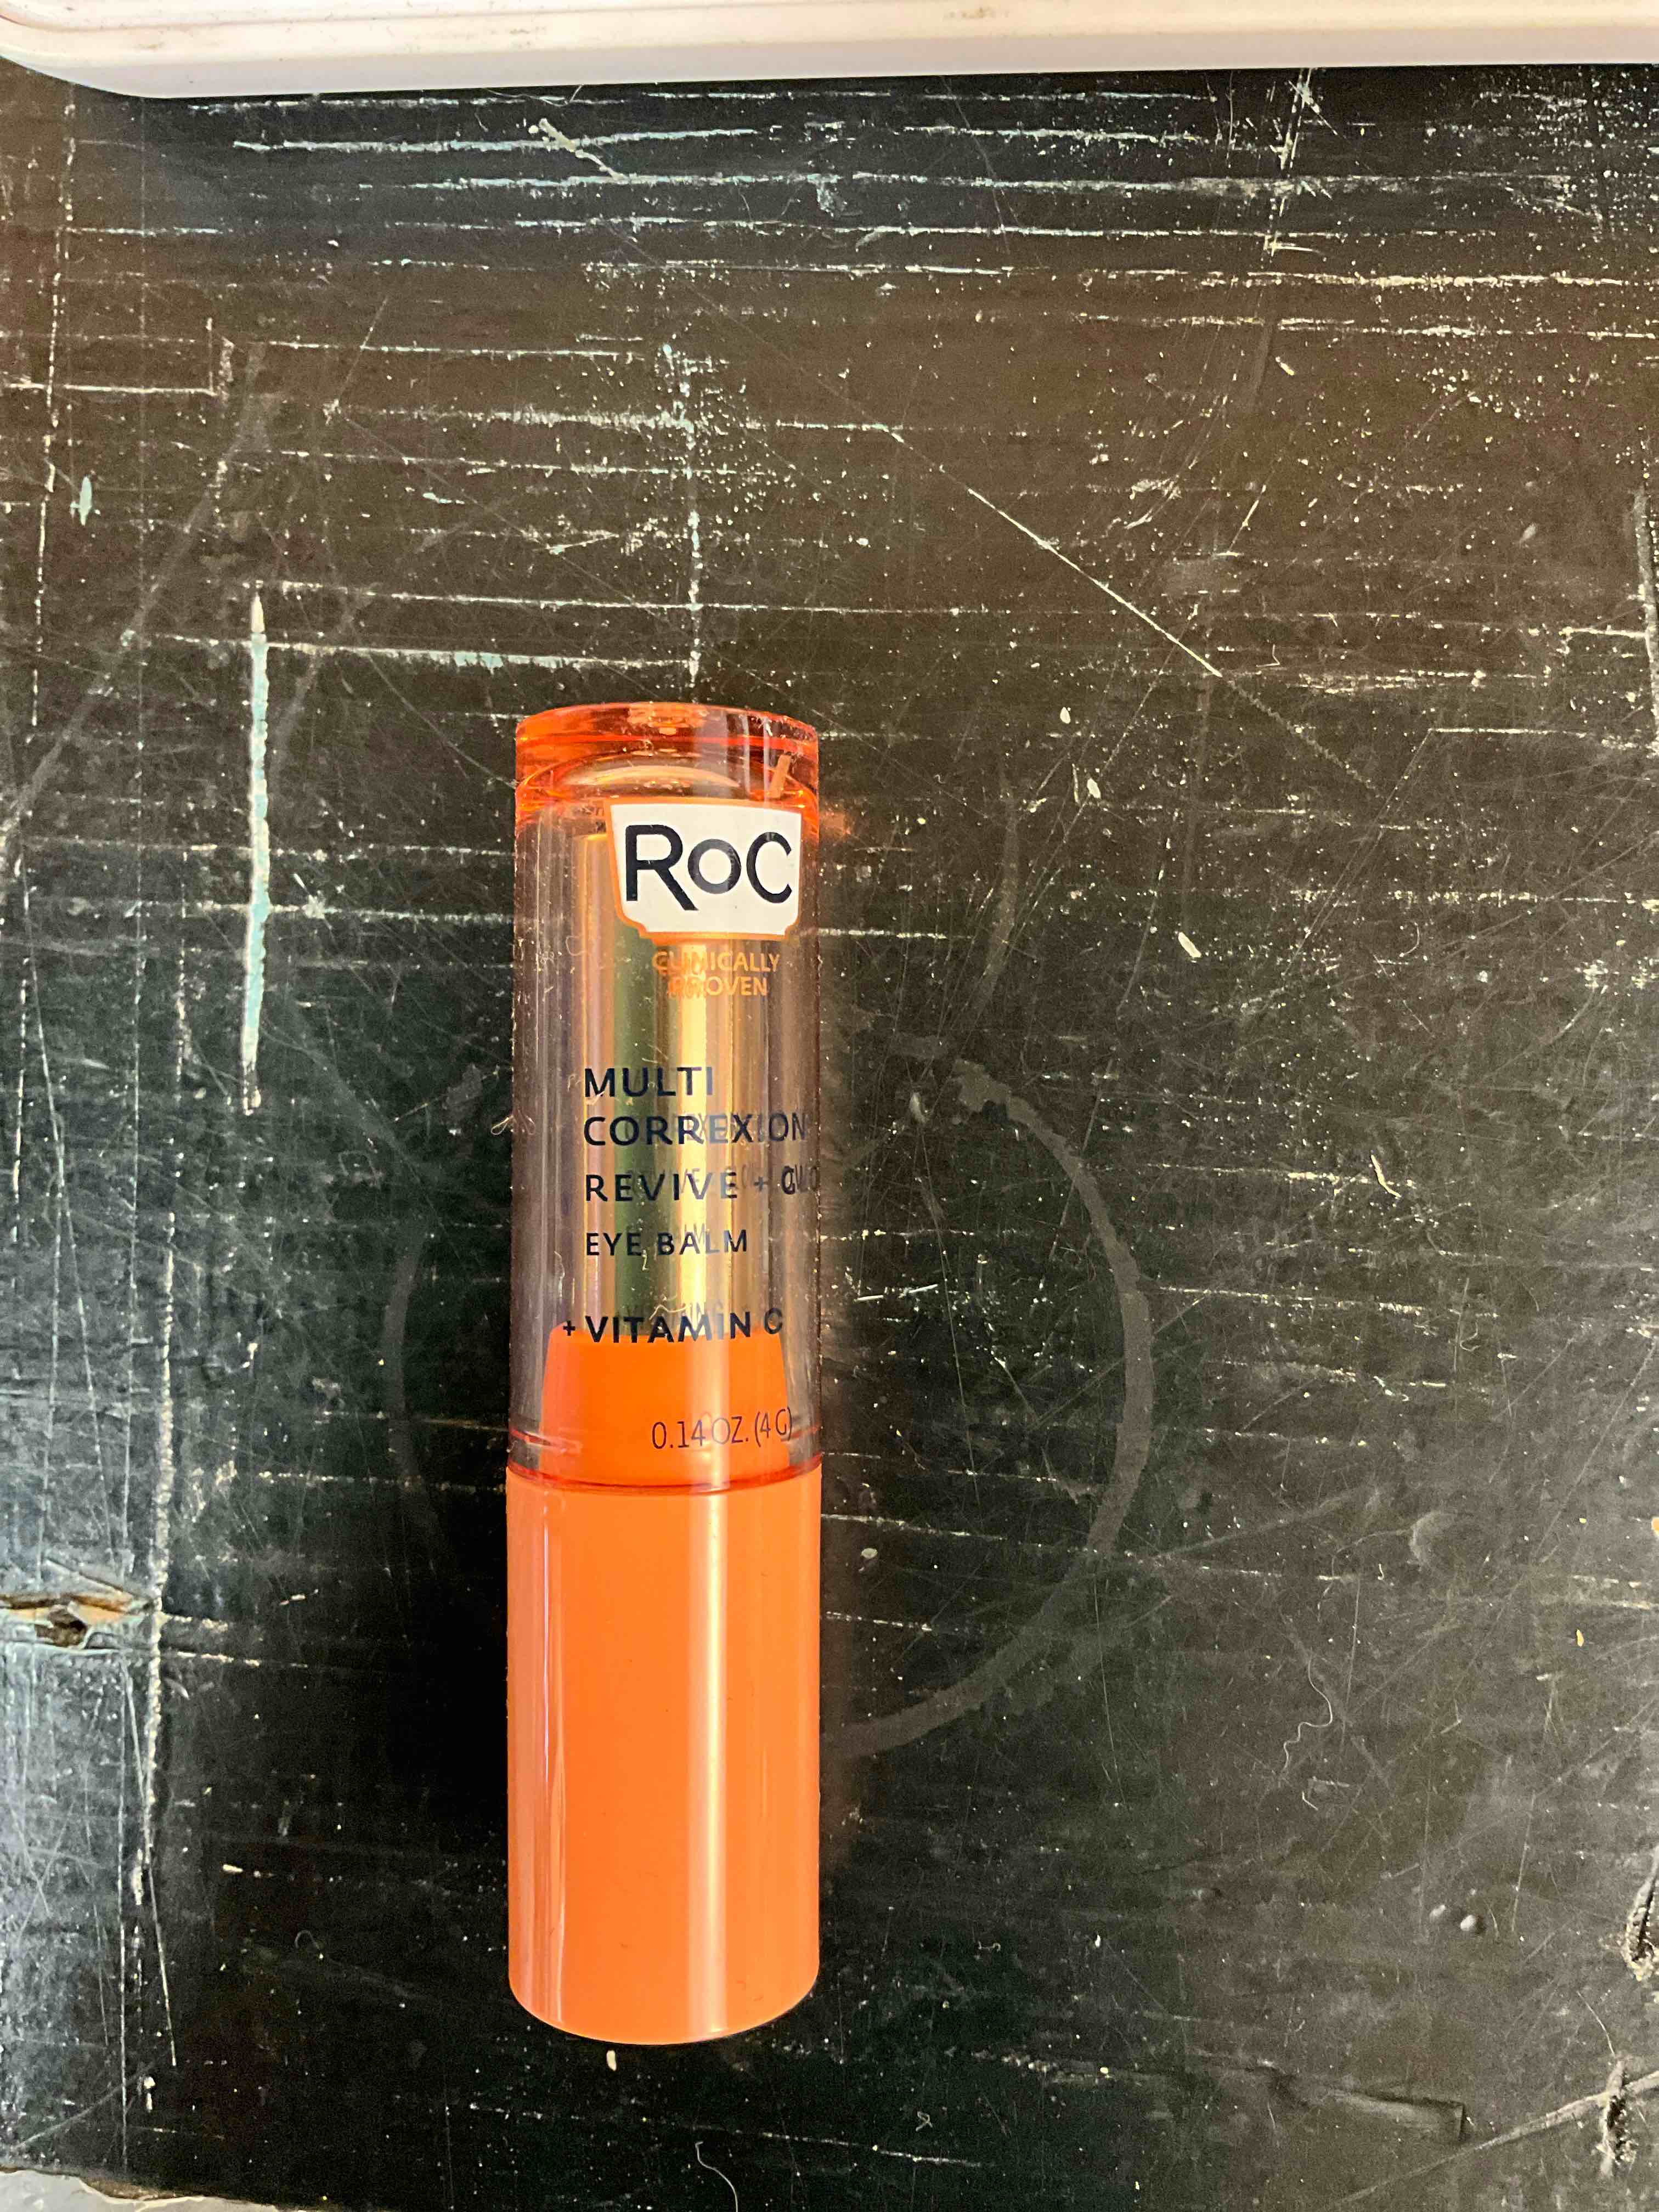 RoC
CLINICALLY
PROVEN
MULTI
CORREXION
REVIVE +
EYE BALM
+ VITAMIN C
0.14 OZ. (4 G)